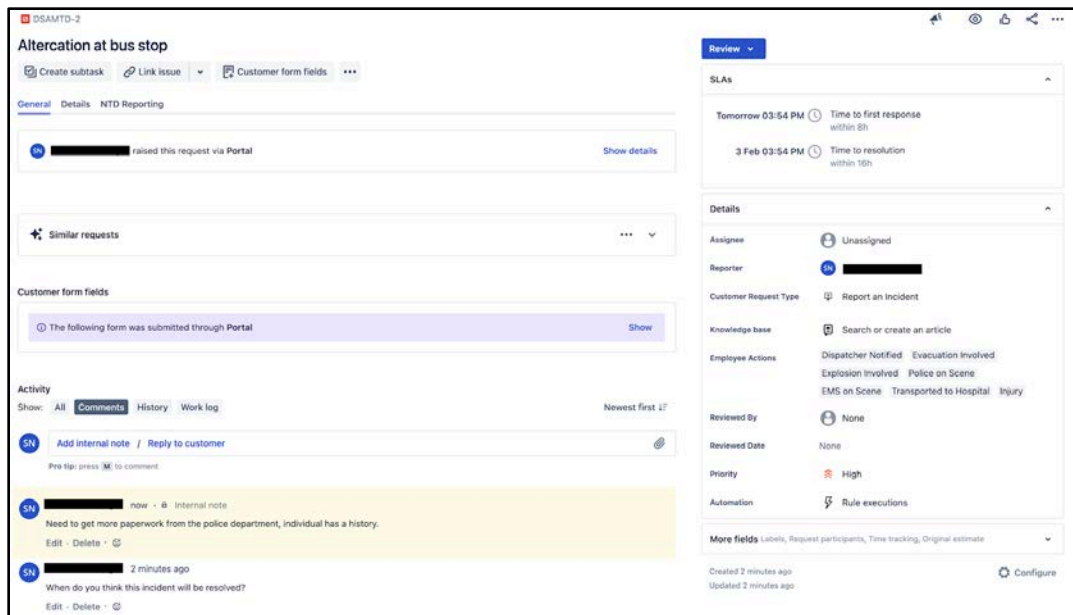 DSAMTD-2
Altercation at bus stop
Create subtask
Link issue
Customer form fields
General Details NTD Reporting
SN raised this request via Portal
Show details
Similar requests
Customer form fields
The following form was submitted through Portal
Show
Activity
Show: All Comments History Work log
Newest first
SN Add internal note / Reply to customer
Pro tip: press M to comment
SN now · Internal note
Need to get more paperwork from the police department, individual has a history.
Edit · Delete ·
SN 2 minutes ago
When do you think this incident will be resolved?
Edit · Delete ·
Review
SLAs
Tomorrow 03:54 PM Time to first response
within 8h
3 Feb 03:54 PM Time to resolution
within 16h
Details
Assignee Unassigned
Reporter SN
Customer Request Type Report an Incident
Knowledge base Search or create an article
Employee Actions Dispatcher Notified Evacuation Involved
Explosion Involved Police on Scene
EMS on Scene Transported to Hospital Injury
Reviewed By None
Reviewed Date None
Priority High
Automation Rule executions
More fields Labels, Request participants, Time tracking, Original estimate
Created 2 minutes ago
Updated 2 minutes ago
Configure